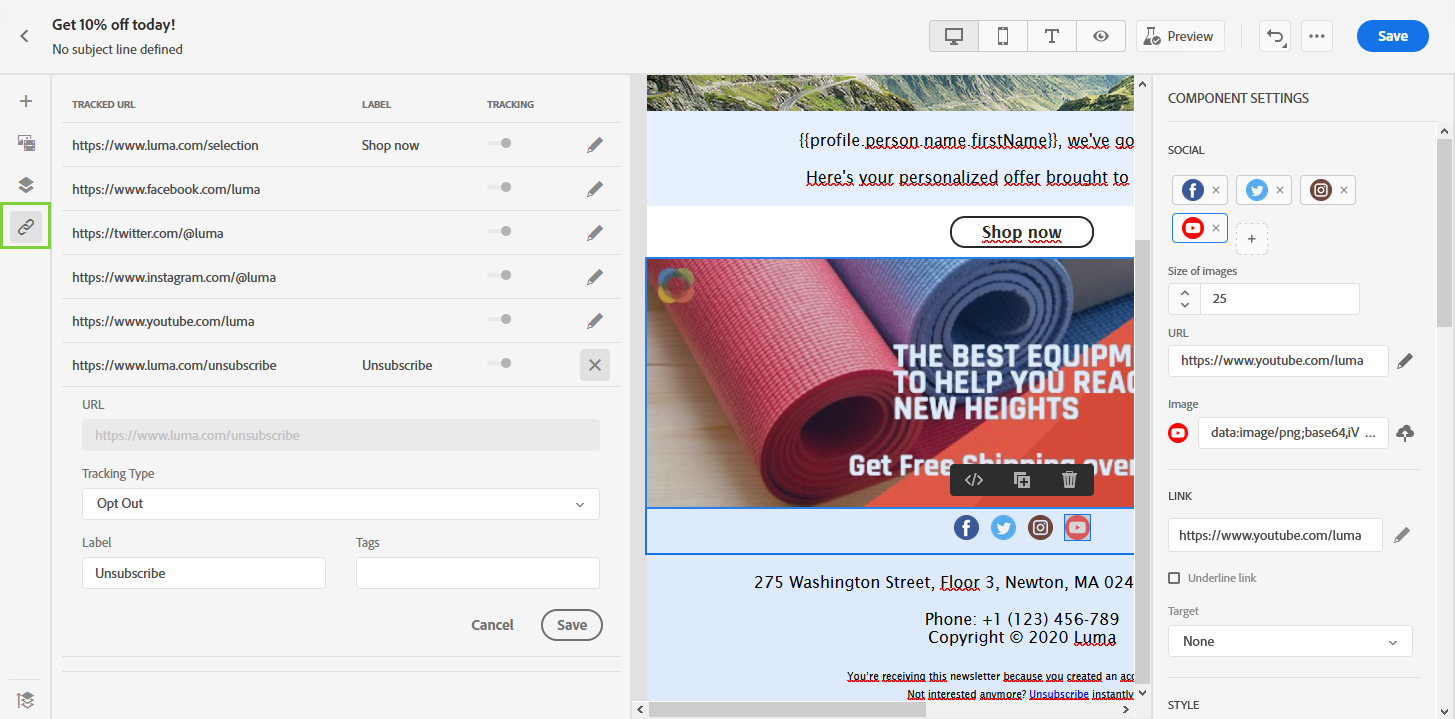 Get 10% off today!
No subject line defined
Preview
Save
TRACKED URL LABEL TRACKING
https://www.luma.com/selection Shop now
https://www.facebook.com/luma
https://twitter.com/@luma
https://www.instagram.com/@luma
https://www.youtube.com/luma
https://www.luma.com/unsubscribe Unsubscribe
URL
https://www.luma.com/unsubscribe
Tracking Type
Opt Out
Label Tags
Unsubscribe
Cancel Save
{{profile.person.name.firstName}}, we've go
Here's your personalized offer brought to
Shop now
THE BEST EQUIPM
TO HELP YOU REAC
NEW HEIGHTS
Get Free Shipping over
275 Washington Street, Floor 3, Newton, MA 024
Phone: +1 (123) 456-789
Copyright © 2020 Luma
You're receiving this newsletter because you created an acc
Not interested anymore? Unsubscribe instantly
COMPONENT SETTINGS
SOCIAL
Size of images
25
URL
https://www.youtube.com/luma
Image
data:image/png;base64,iV ...
LINK
https://www.youtube.com/luma
Underline link
Target
None
STYLE